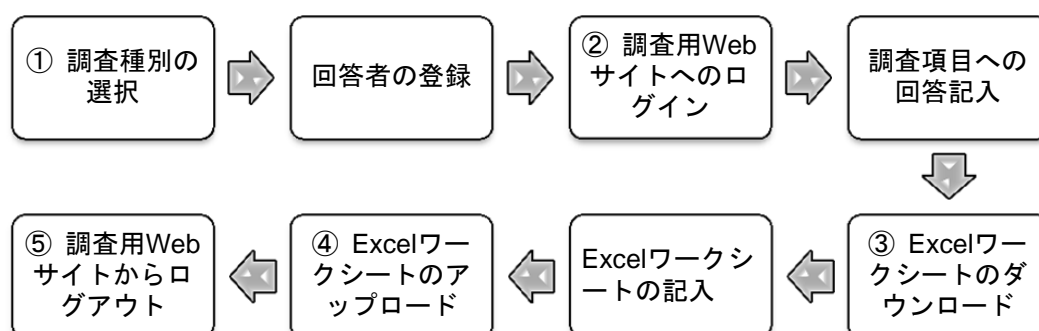 ① 調査種別の
選択
回答者の登録
② 調査用Web
サイトへのロ
グイン
調査項目への
回答記入
③ Excelワー
クシートのダ
ウンロード
Excelワークシ
ートの記入
④ Excelワー
クシートのア
ップロード
⑤ 調査用Web
サイトからロ
グアウト